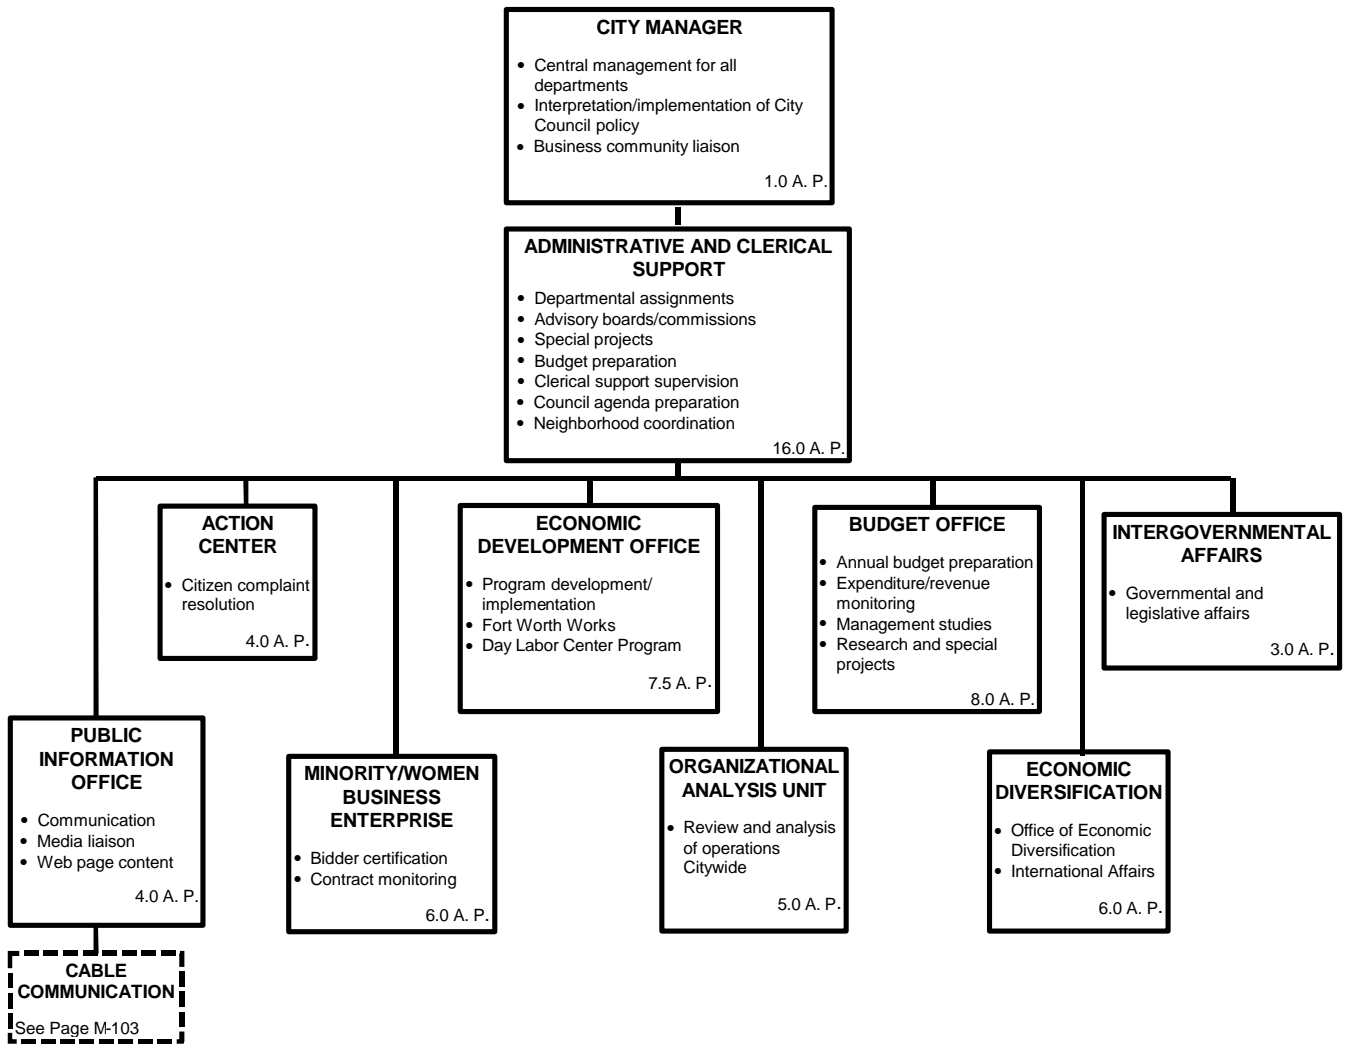 CITY MANAGER
• Central management for all
departments
• Interpretation/implementation of City
Council policy
• Business community liaison
1.0 A. P.
ADMINISTRATIVE AND CLERICAL
SUPPORT
• Departmental assignments
• Advisory boards/commissions
• Special projects
• Budget preparation
• Clerical support supervision
• Council agenda preparation
• Neighborhood coordination
16.0 A. P.
ACTION
CENTER
• Citizen complaint
resolution
4.0 A. P.
ECONOMIC
DEVELOPMENT OFFICE
• Program development/
implementation
• Fort Worth Works
• Day Labor Center Program
7.5 A. P.
BUDGET OFFICE
• Annual budget preparation
• Expenditure/revenue
monitoring
• Management studies
• Research and special
projects
8.0 A. P.
INTERGOVERNMENTAL
AFFAIRS
• Governmental and
legislative affairs
3.0 A. P.
PUBLIC
INFORMATION
OFFICE
• Communication
• Media liaison
• Web page content
4.0 A. P.
MINORITY/WOMEN
BUSINESS
ENTERPRISE
• Bidder certification
• Contract monitoring
6.0 A. P.
ORGANIZATIONAL
ANALYSIS UNIT
• Review and analysis
of operations
Citywide
5.0 A. P.
ECONOMIC
DIVERSIFICATION
• Office of Economic
Diversification
• International Affairs
6.0 A. P.
CABLE
COMMUNICATION
See Page M-103